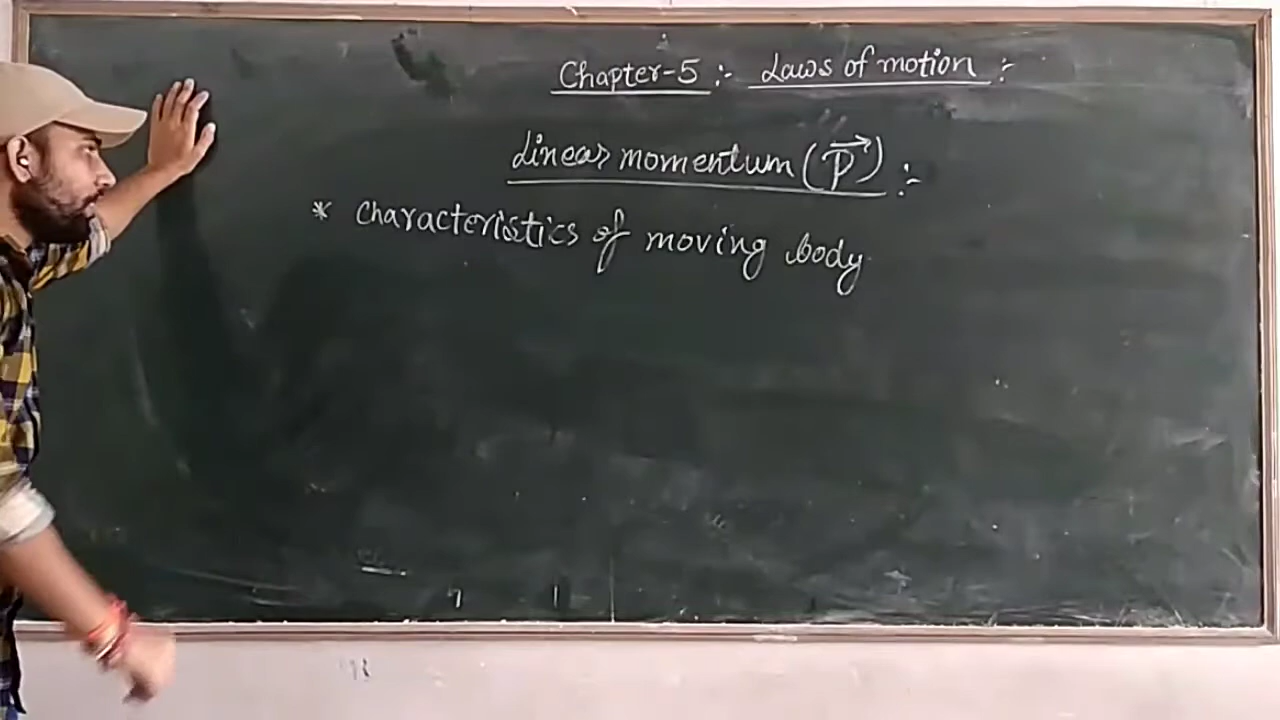 Chapter-5 :- Laws of motion :-
Linear momentum (P⃗) :-
* Characteristics of moving body